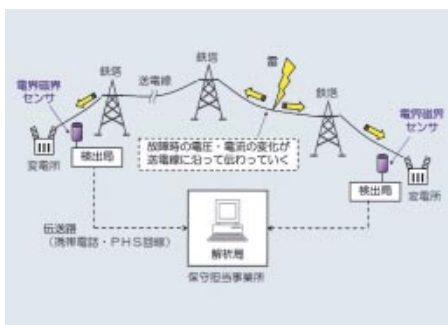 雷
鉄塔
送電線
鉄塔
鉄塔
電界磁界
センサ
電界磁界
センサ
変電所
検出局
故障時の電圧・電流の変化が
送電線に沿って伝わっていく
検出局
変電所
伝送路
(携帯電話・PHS回線)
解析局
保守担当事業所